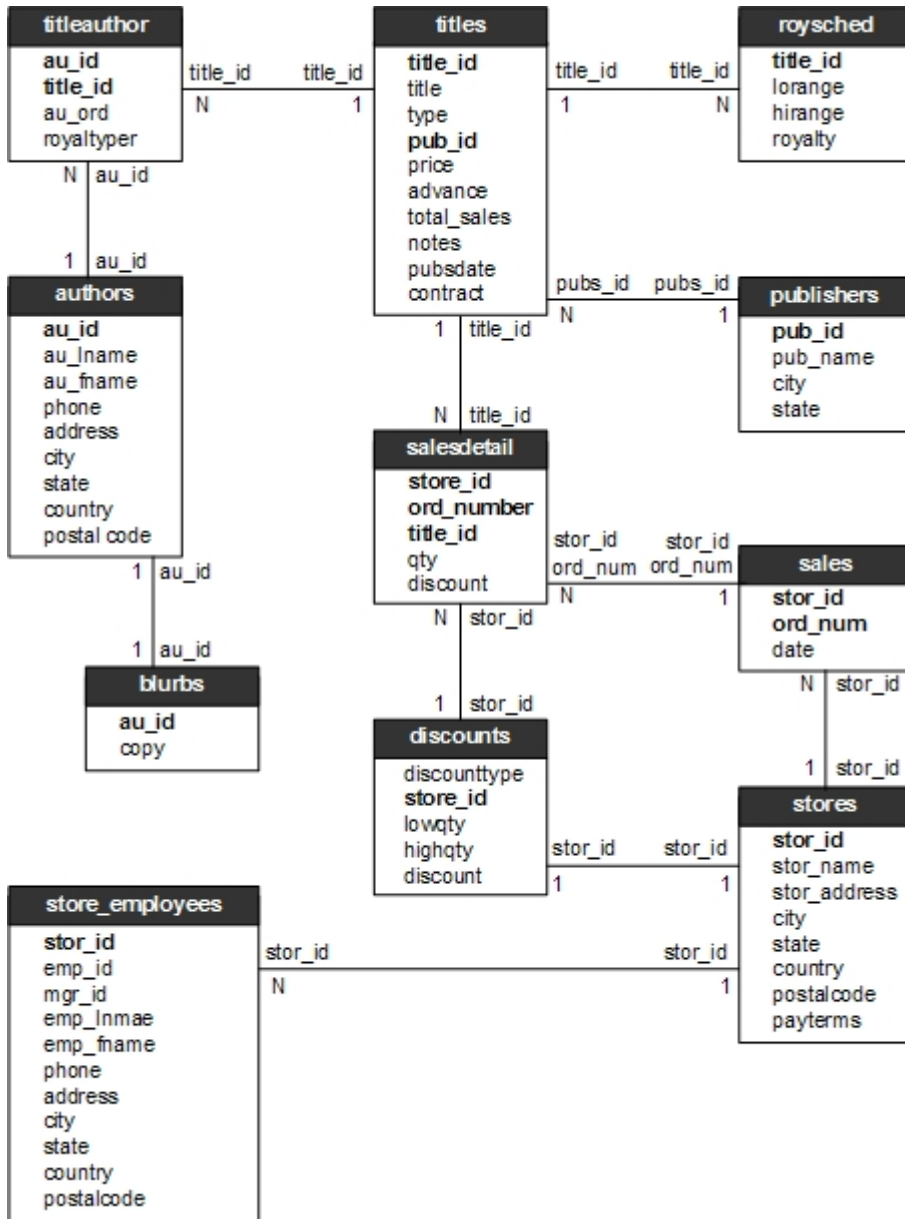 titleauthor
au_id
title_id
au_ord
royaltyper
title_id
title_id
N
1
titles
title_id
title
type
pub_id
price
advance
total_sales
notes
pubsdate
contract
title_id
title_id
1
N
roysched
title_id
lorange
hirange
royalty
N au_id
1 au_id
authors
au_id
au_lname
au_fname
phone
address
city
state
country
postal code
pubs_id
pubs_id
N
1
publishers
pub_id
pub_name
city
state
1 title_id
N title_id
salesdetail
store_id
ord_number
title_id
qty
discount
stor_id
ord_num
stor_id
ord_num
N
1
sales
stor_id
ord_num
date
1 au_id
1 au_id
blurbs
au_id
copy
N stor_id
1 stor_id
discounts
discounttype
store_id
lowqty
highqty
discount
N stor_id
1 stor_id
stor_id
stor_id
1
1
stores
stor_id
stor_name
stor_address
city
state
country
postalcode
payterms
store_employees
stor_id
emp_id
mgr_id
emp_lnmae
emp_fname
phone
address
city
state
country
postalcode
stor_id
stor_id
N
1